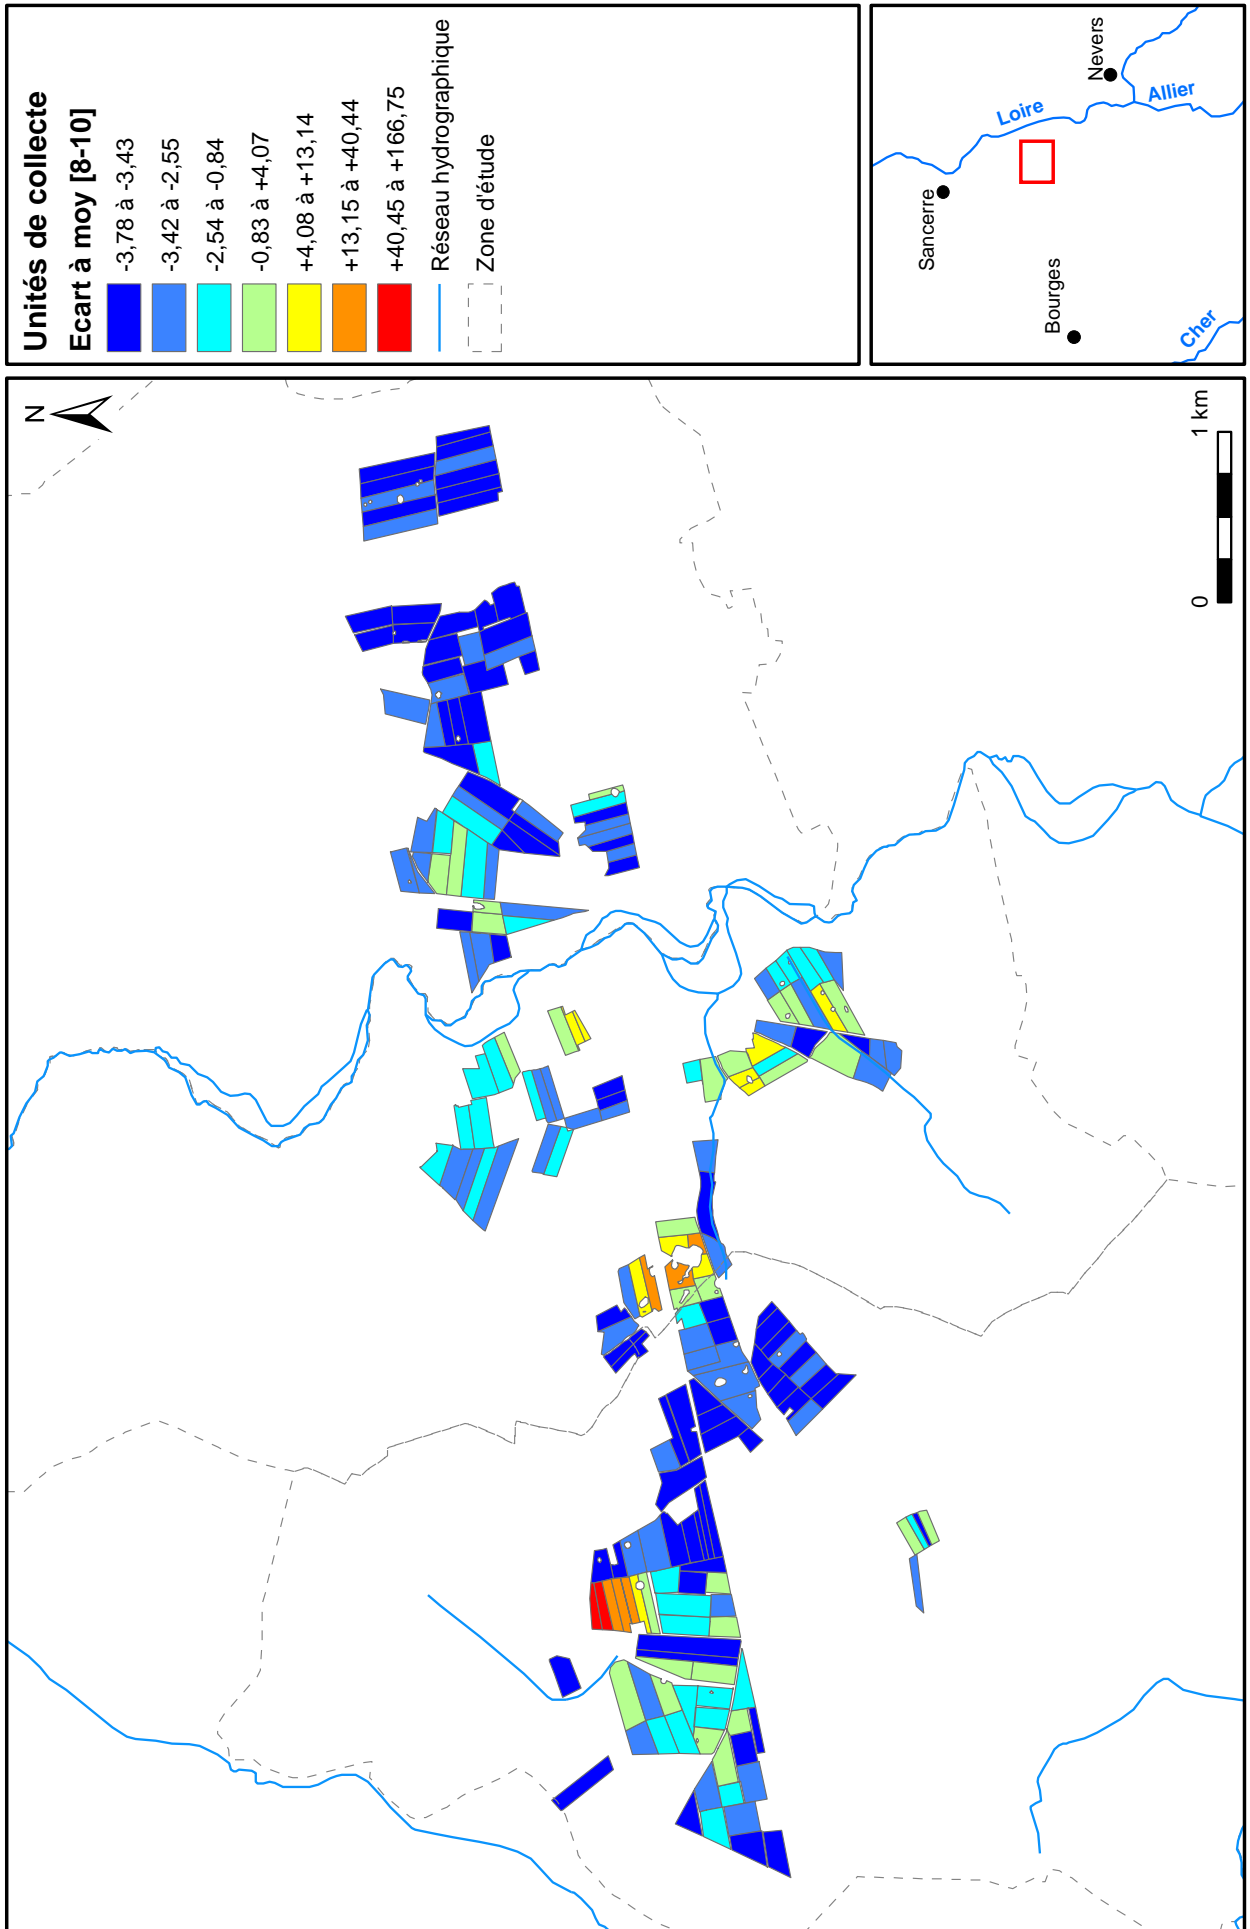 Unités de collecte
Ecart à moy [8-10]
-3,78 à -3,43
-3,42 à -2,55
-2,54 à -0,84
-0,83 à +4,07
+4,08 à +13,14
+13,15 à +40,44
+40,45 à +166,75
Réseau hydrographique
Zone d'étude
Sancerre
Loire
Bourges
Nevers
Allier
Cher
N
0
1 km